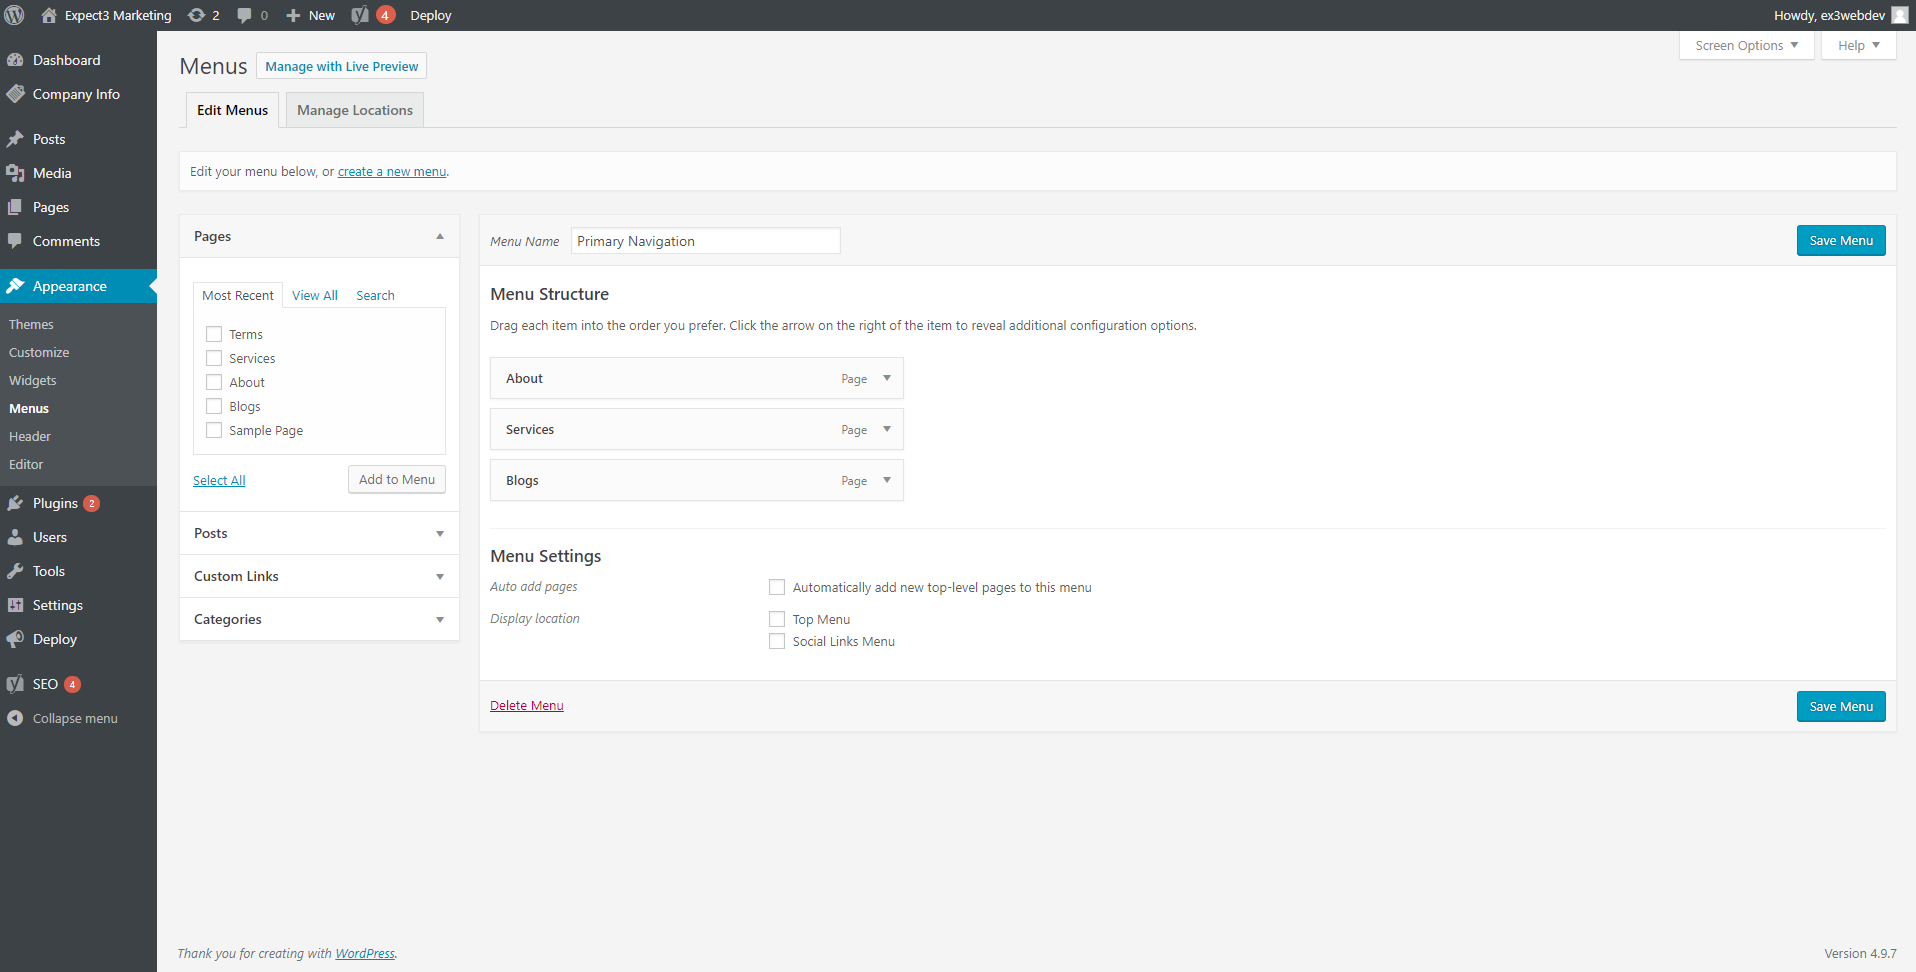 Expect3 Marketing 2 0 New 4 Deploy Howdy, ex3webdev
Screen Options Help
Dashboard
Company Info
Posts
Media
Pages
Comments
Appearance
Themes
Customize
Widgets
Menus
Header
Editor
Plugins 2
Users
Tools
Settings
Deploy
SEO 4
Collapse menu
Menus Manage with Live Preview
Edit Menus Manage Locations
Edit your menu below, or create a new menu.
Pages
Most Recent View All Search
Terms
Services
About
Blogs
Sample Page
Select All Add to Menu
Posts
Custom Links
Categories
Menu Name Primary Navigation Save Menu
Menu Structure
Drag each item into the order you prefer. Click the arrow on the right of the item to reveal additional configuration options.
About Page
Services Page
Blogs Page
Menu Settings
Auto add pages Automatically add new top-level pages to this menu
Display location Top Menu
Social Links Menu
Delete Menu Save Menu
Thank you for creating with WordPress. Version 4.9.7